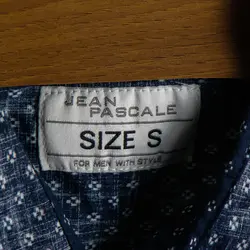 JEAN
PASCALE
SIZE S
FOR MEN WITH STYLE